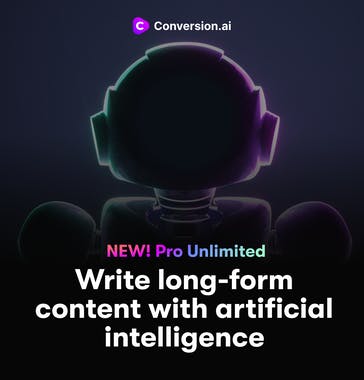 Conversion.ai
NEW! Pro Unlimited
Write long-form
content with artificial
intelligence